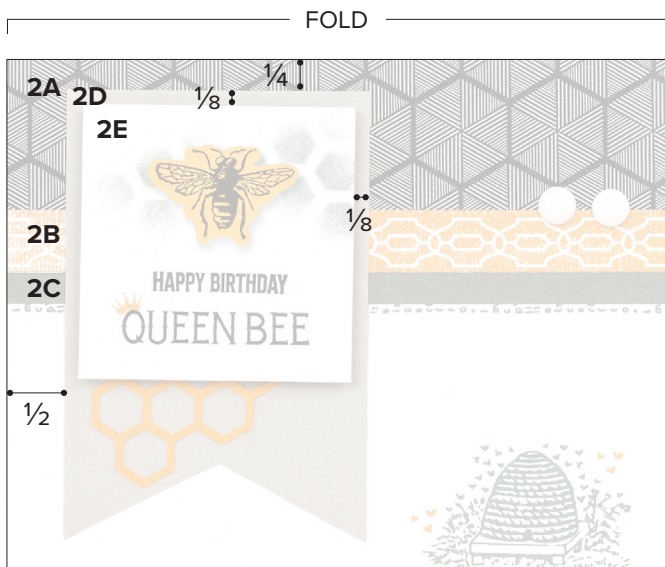 FOLD
1/4
2A
2D
1/8
2E
1/8
2B
2C
HAPPY BIRTHDAY
QUEEN BEE
1/2